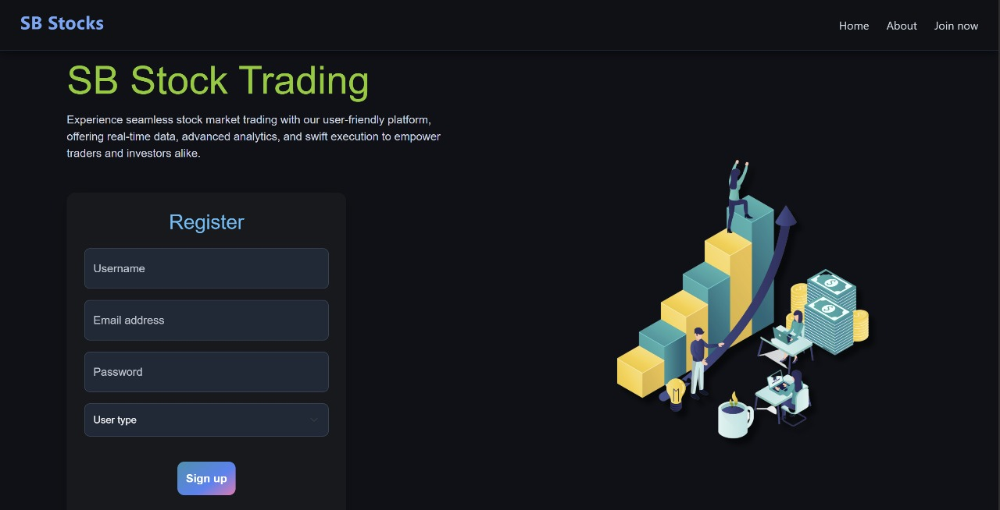 SB Stocks
Home
About
Join now
SB Stock Trading
Experience seamless stock market trading with our user-friendly platform,
offering real-time data, advanced analytics, and swift execution to empower
traders and investors alike.
Register
Username
Email address
Password
User type
Sign up